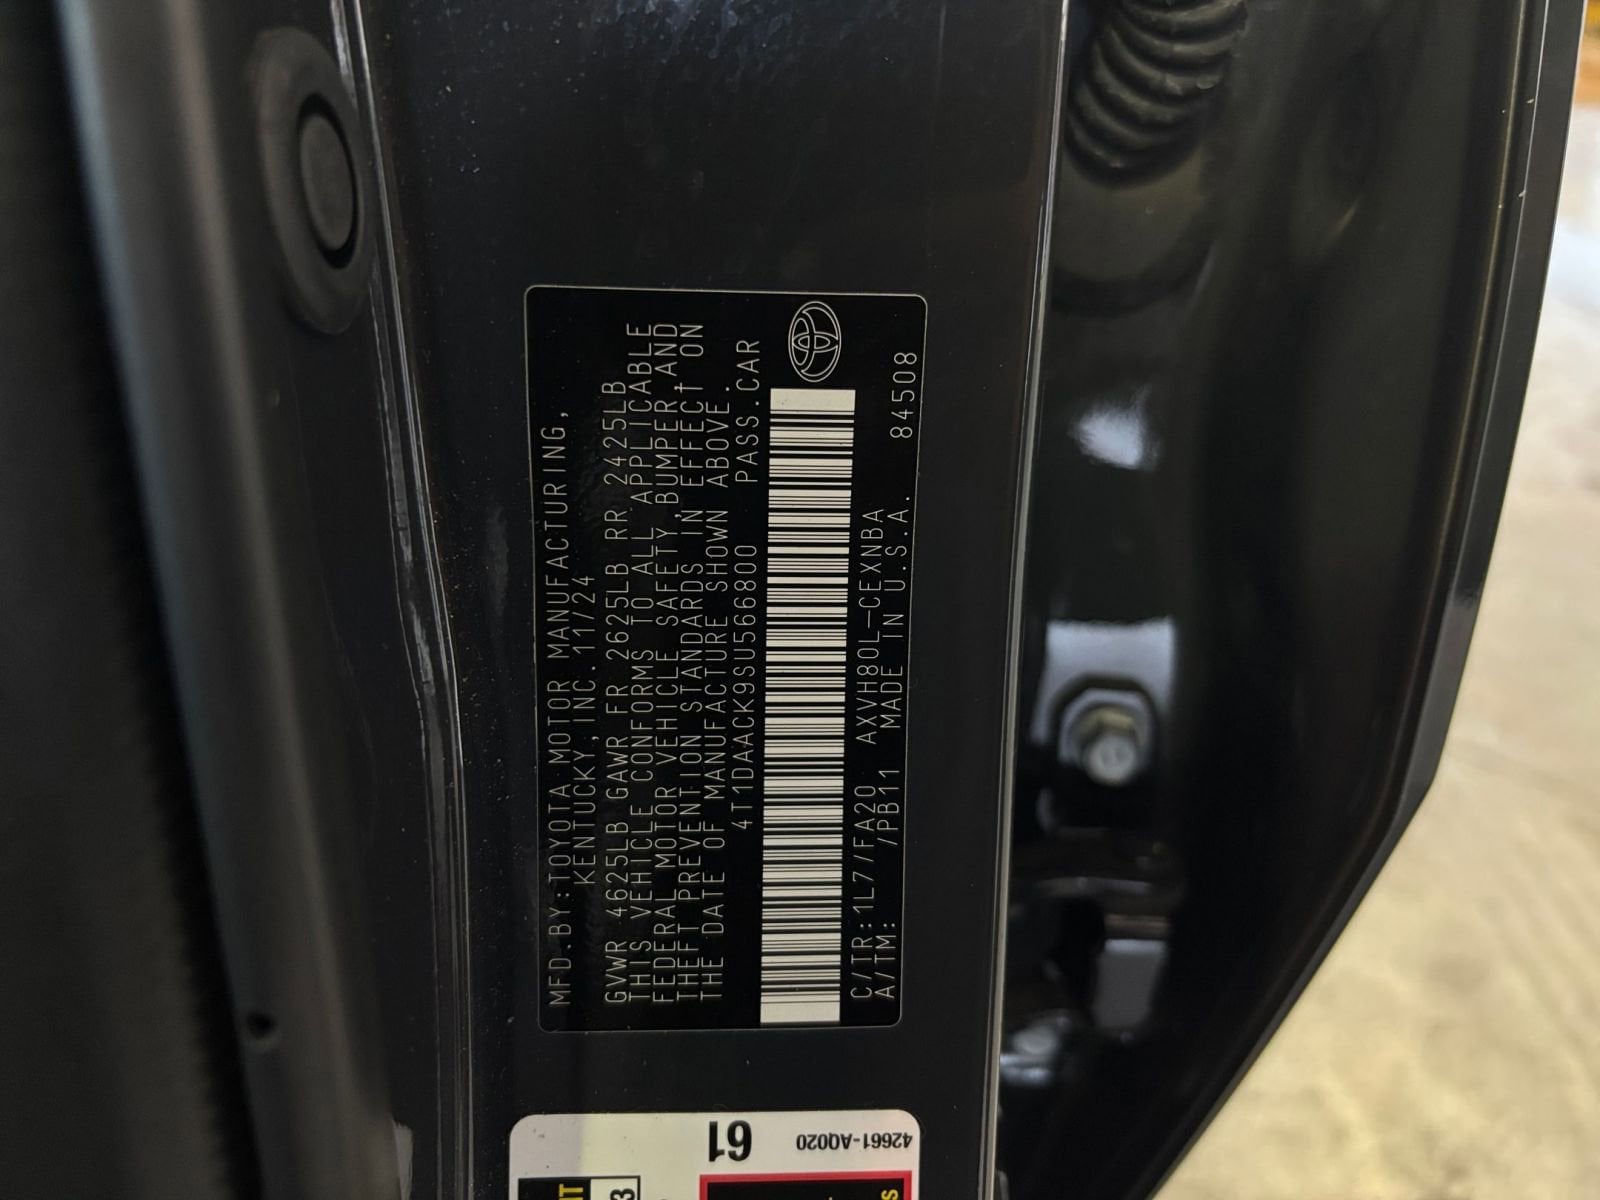 MFD.BY:TOYOTA MOTOR MANUFACTURING,
KENTUCKY,INC.11/24
GVWR 4625LB GAWR FR 2625LB RR 2425LB
THIS VEHICLE CONFORMS TO ALL APPLICABLE
FEDERAL MOTOR VEHICLE SAFETY,BUMPER,AND
THEFT PREVENTION STANDARDS IN EFFECT ON
THE DATE OF MANUFACTURE SHOWN ABOVE.
4T1DAACK9SU566800 PASS.CAR
C/TR:1L7/FA20 AXVH80L-CEXNBA
A/TM: /PB11 MADE IN U.S.A. 84508
61
42661-AQ020